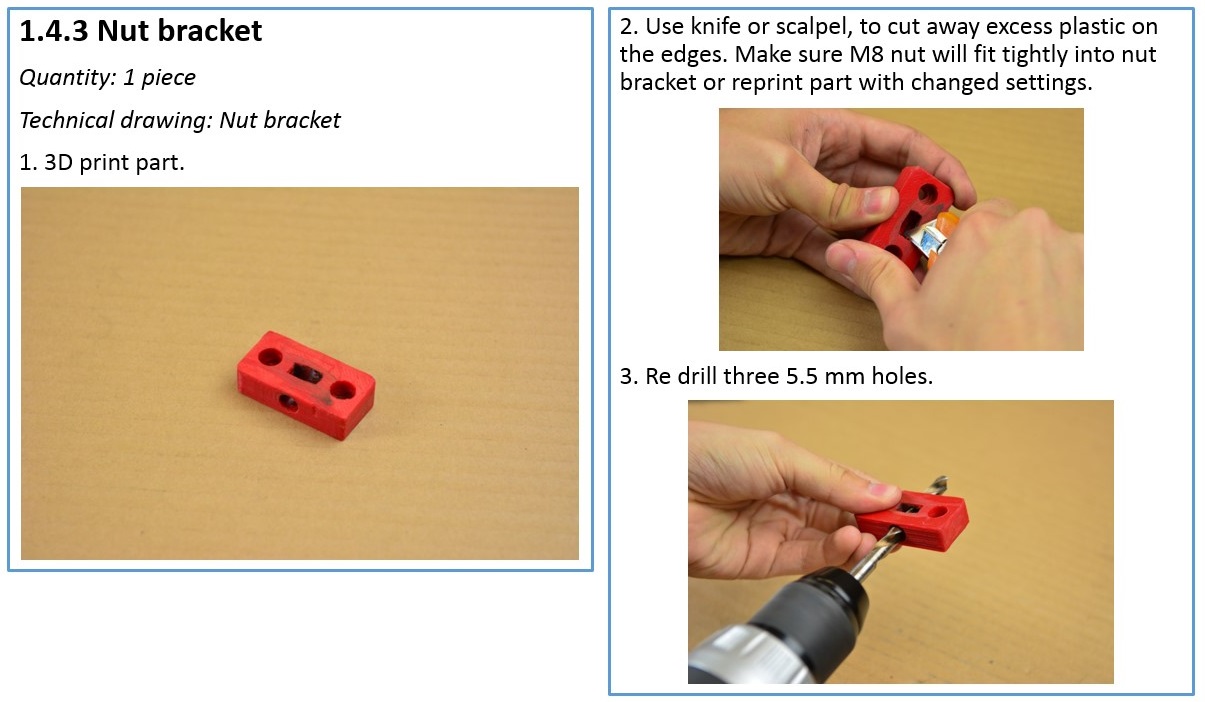 1.4.3 Nut bracket
Quantity: 1 piece
Technical drawing: Nut bracket
1. 3D print part.
2. Use knife or scalpel, to cut away excess plastic on
the edges. Make sure M8 nut will fit tightly into nut
bracket or reprint part with changed settings.
3. Re drill three 5.5 mm holes.